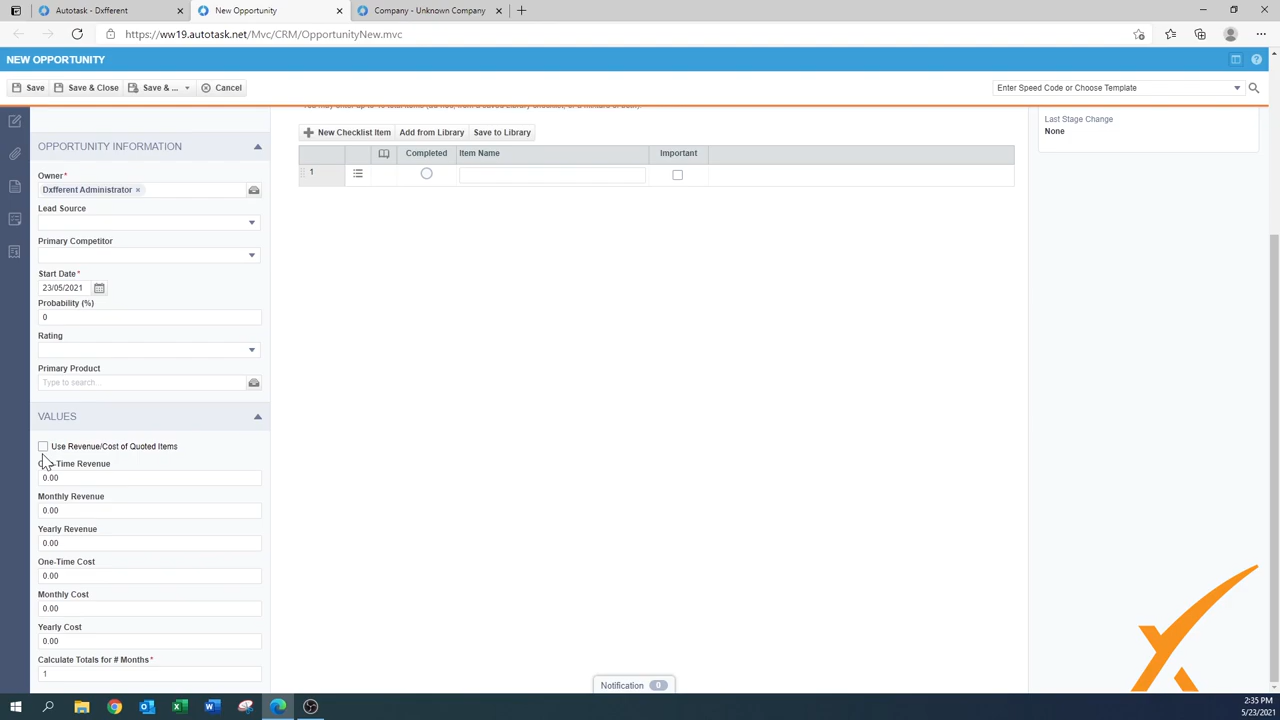 Autotask - Dxfferent
New Opportunity
Company - Unknown Company
https://ww19.autotask.net/Mvc/CRM/OpportunityNew.mvc
NEW OPPORTUNITY
Save
Save & Close
Save & ...
Cancel
Enter Speed Code or Choose Template
Last Stage Change
None
New Checklist Item
Add from Library
Save to Library
Completed
Item Name
Important
1
OPPORTUNITY INFORMATION
Owner*
Dxfferent Administrator ×
Lead Source
Primary Competitor
Start Date*
23/05/2021
Probability (%)
0
Rating
Primary Product
Type to search...
VALUES
Use Revenue/Cost of Quoted Items
-Time Revenue
0.00
Monthly Revenue
0.00
Yearly Revenue
0.00
One-Time Cost
0.00
Monthly Cost
0.00
Yearly Cost
0.00
Calculate Totals for # Months*
1
Notification 0
2:35 PM
5/23/2021